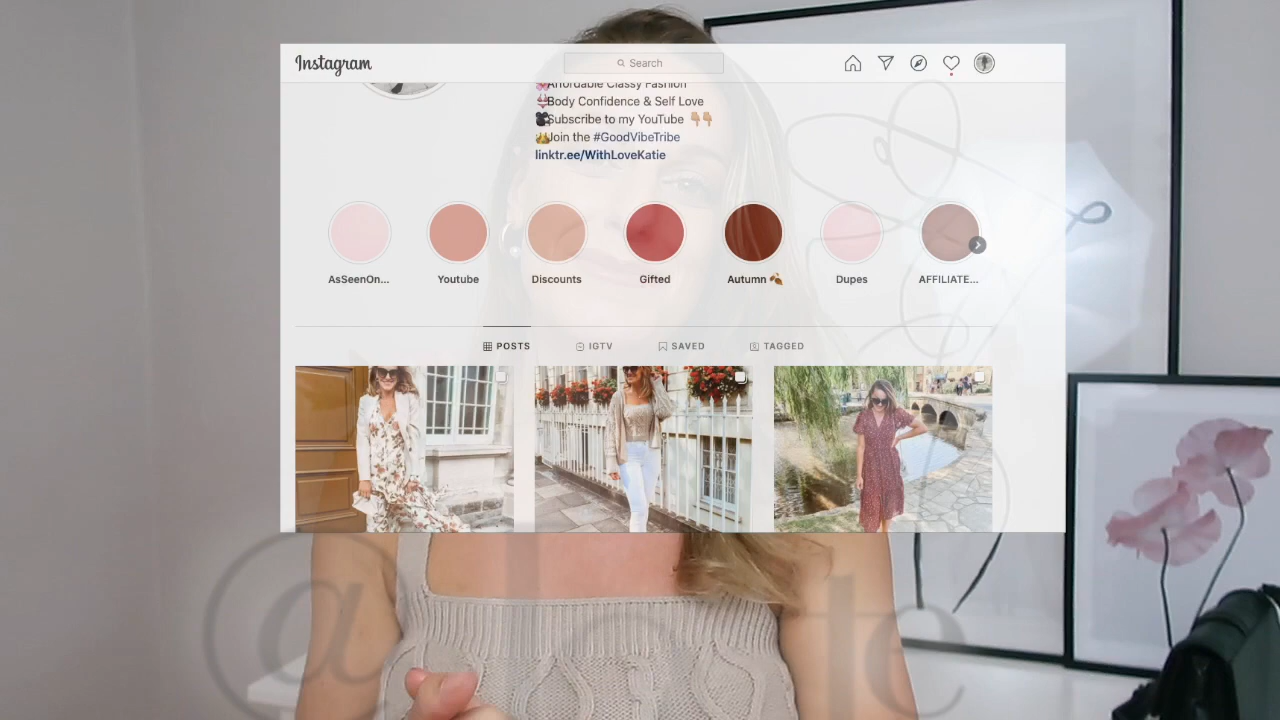 Instagram
Search
Affordable Classy Fashion
Body Confidence & Self Love
Subscribe to my YouTube
Join the #GoodVibeTribe
linktr.ee/WithLoveKatie
AsSeenOn...
Youtube
Discounts
Gifted
Autumn
Dupes
AFFILIATE...
POSTS
IGTV
SAVED
TAGGED